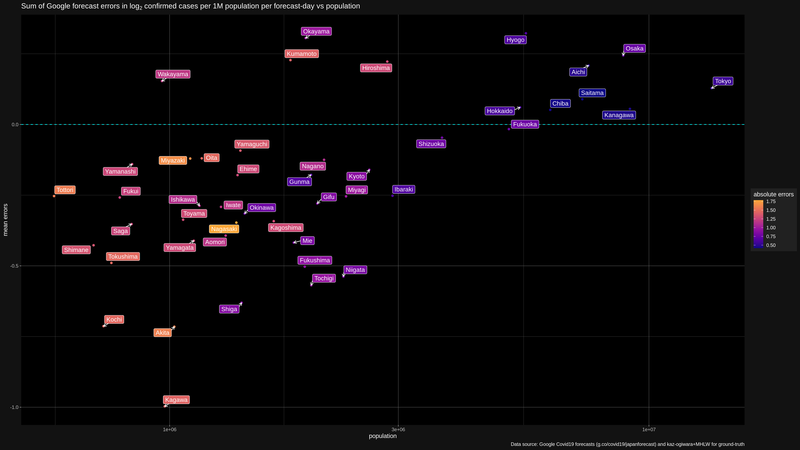 Sum of Google forecast errors in log₂ confirmed cases per 1M population per forecast-day vs population
Okayama
Hyogo
Osaka
Kumamoto
Hiroshima
Aichi
Wakayama
Tokyo
Saitama
Chiba
Hokkaido
Kanagawa
0.0
Fukuoka
Yamaguchi
Shizuoka
Miyazaki
Oita
Nagano
Yamanashi
Ehime
Kyoto
Gunma
Tottori
Fukui
Miyagi
Ibaraki
Ishikawa
Gifu
Iwate
Okinawa
Toyama
Saga
Nagasaki
Kagoshima
Shimane
Yamagata
Aomori
Mie
Tokushima
Fukushima
-0.5
Niigata
Tochigi
Shiga
Kochi
Akita
Kagawa
-1.0
mean errors
1e+06
3e+06
1e+07
population
absolute errors
1.75
1.50
1.25
1.00
0.75
0.50
Data source: Google Covid19 forecasts (g.co/covid19/japanforecast) and kaz-ogiwara+MHLW for ground-truth